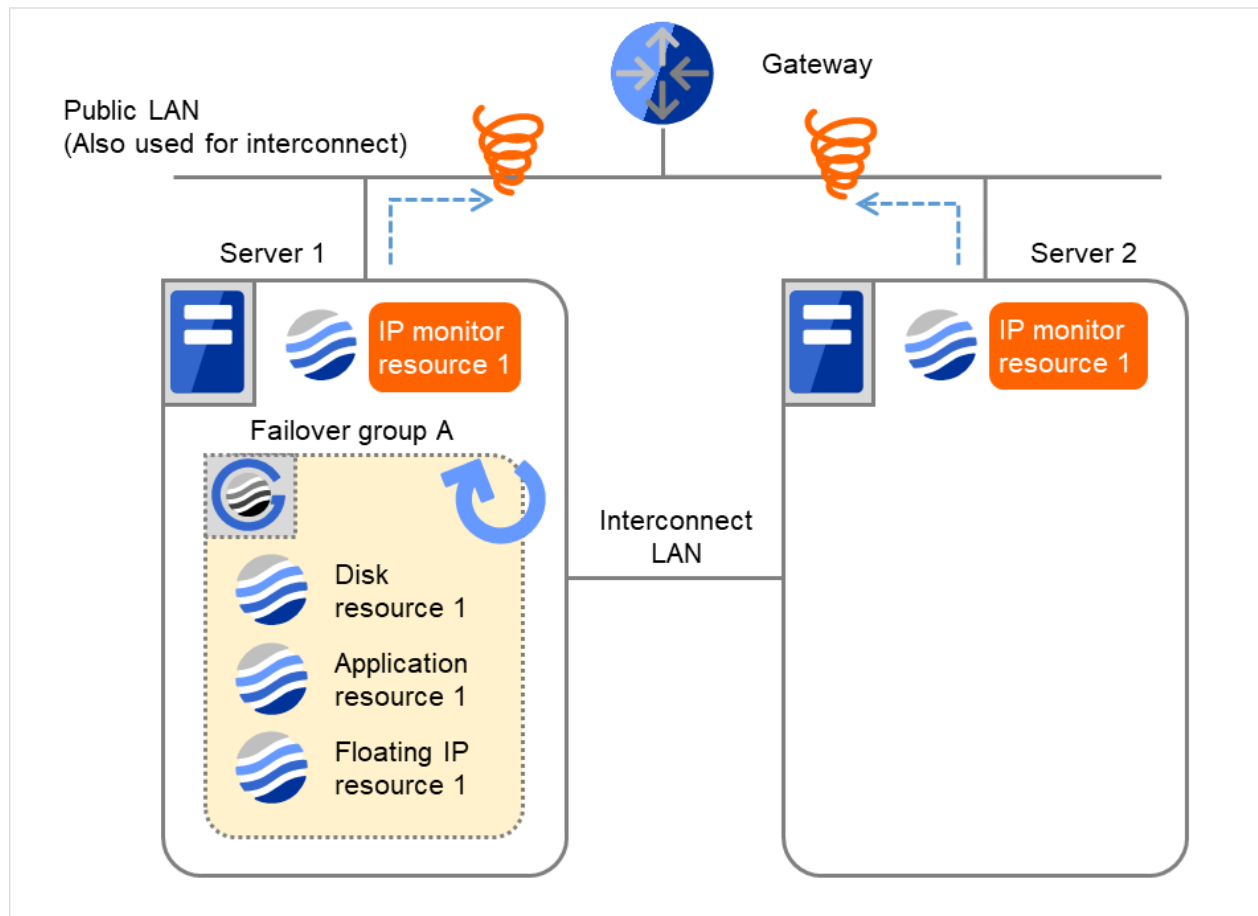 Gateway
Public LAN
(Also used for interconnect)
Server 1
Server 2
IP monitor
resource 1
IP monitor
resource 1
Failover group A
Interconnect
LAN
Disk
resource 1
Application
resource 1
Floating IP
resource 1